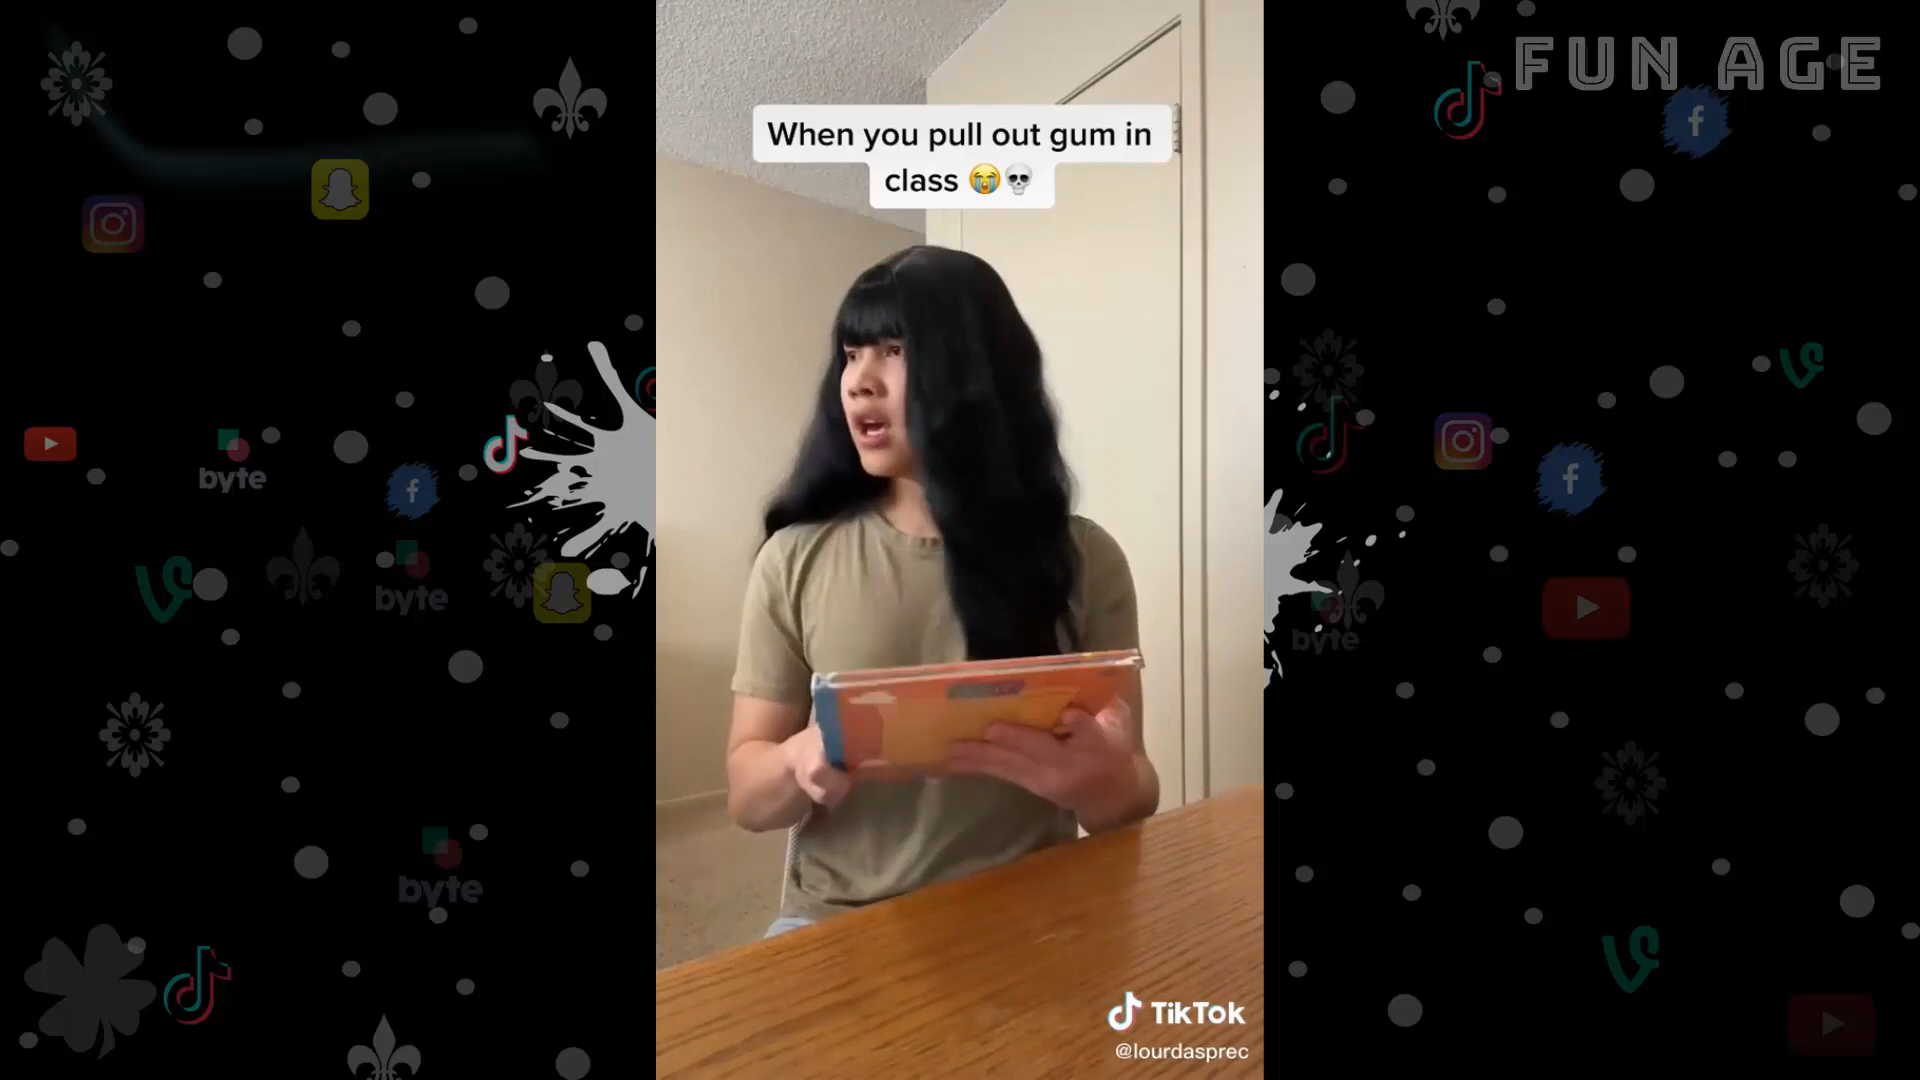 FUN AGE
When you pull out gum in
class 😭💀
byte
byte
byte
byte
TikTok
@lourdasprec